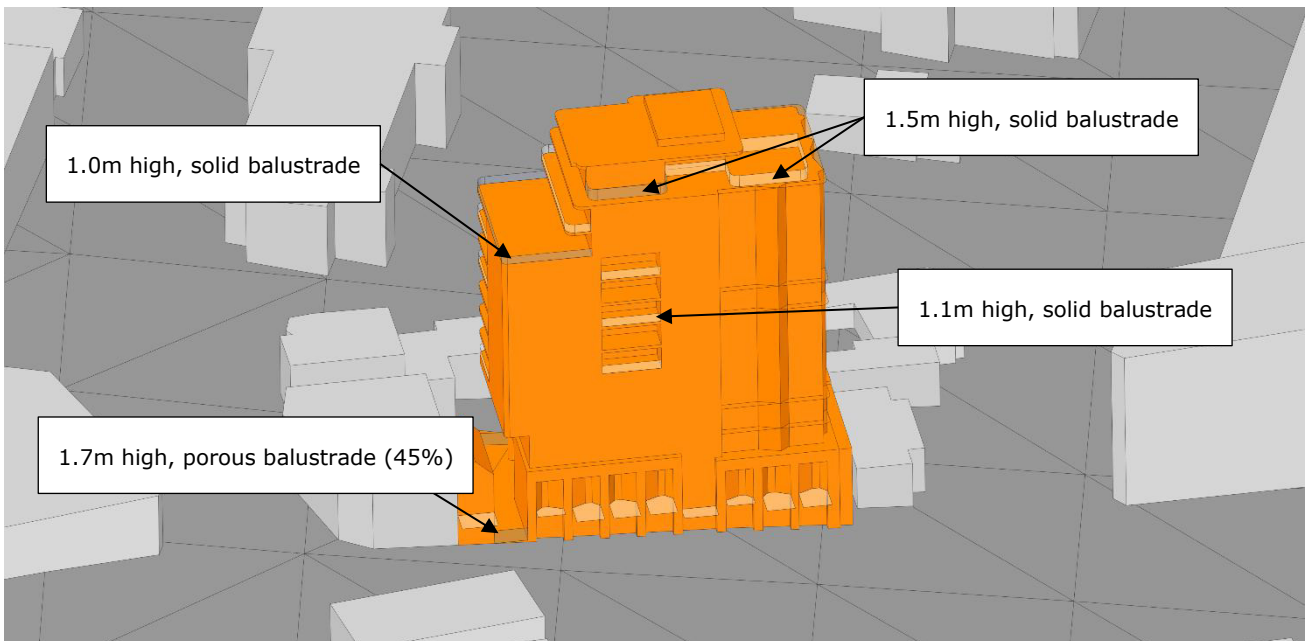 1.5m high, solid balustrade
1.0m high, solid balustrade
1.1m high, solid balustrade
1.7m high, porous balustrade (45%)